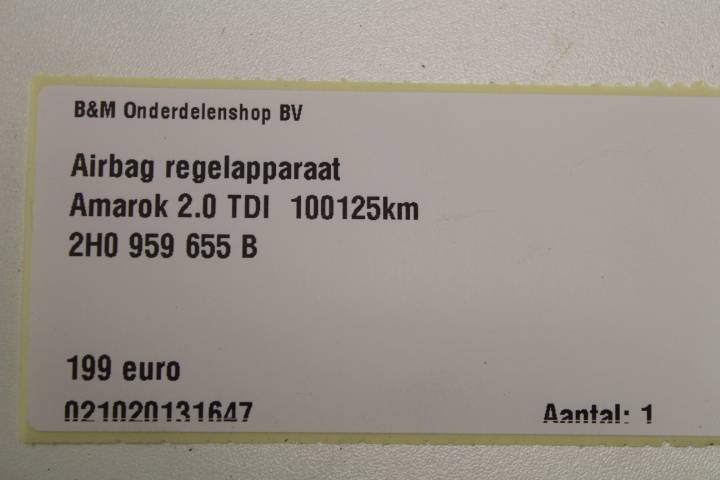 B&M Onderdelenshop BV
Airbag regelapparaat
Amarok 2.0 TDI 100125km
2H0 959 655 B
199 euro
021020131647 Aantal: 1